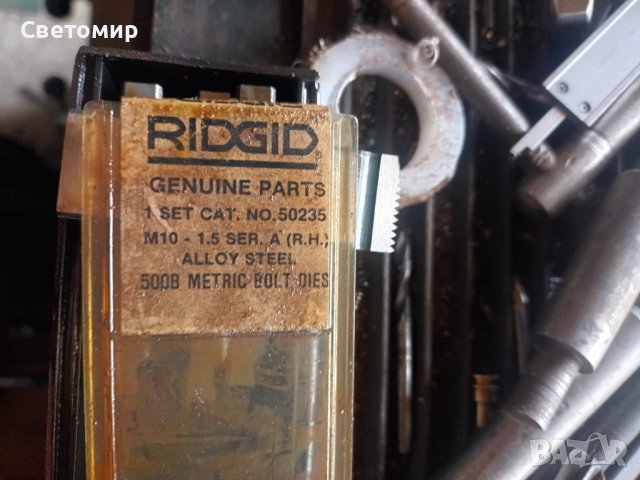 Светомир
RIDGID
GENUINE PARTS
1 SET CAT. NO. 50235
M10 - 1.5 SER. A (R.H.)
ALLOY STEEL
500B METRIC BOLT DIES
BAZAR